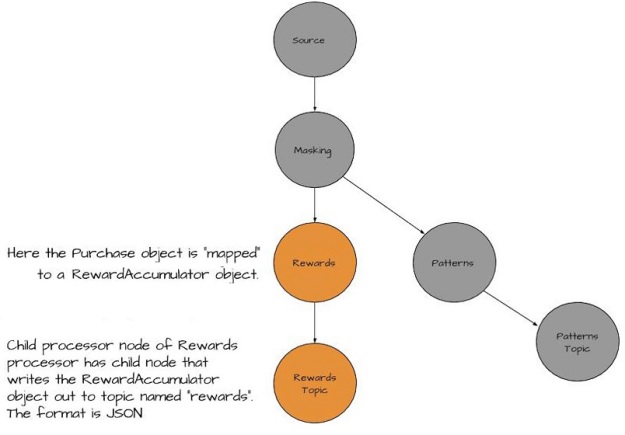 Source
Masking
Here the Purchase object is "mapped"
to a RewardAccumulator object.
Rewards
Patterns
Child processor node of Rewards
processor has child node that
writes the RewardAccumulator
object out to topic named "rewards".
The format is JSON
Rewards
Topic
Patterns
Topic